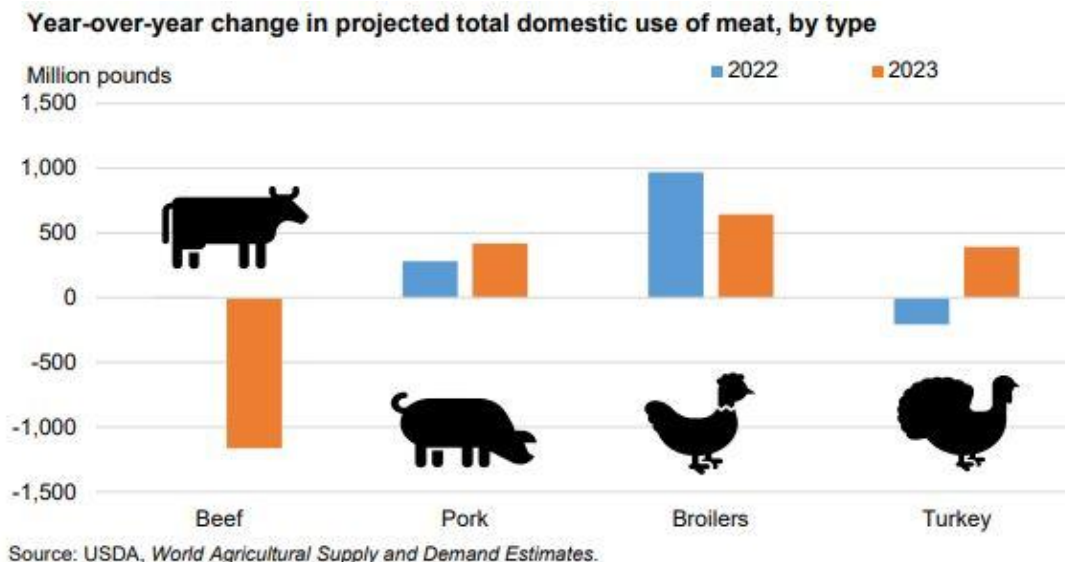 Year-over-year change in projected total domestic use of meat, by type
Million pounds
2022 2023
1,500
1,000
500
0
-500
-1,000
-1,500
Beef Pork Broilers Turkey
Source: USDA, World Agricultural Supply and Demand Estimates.